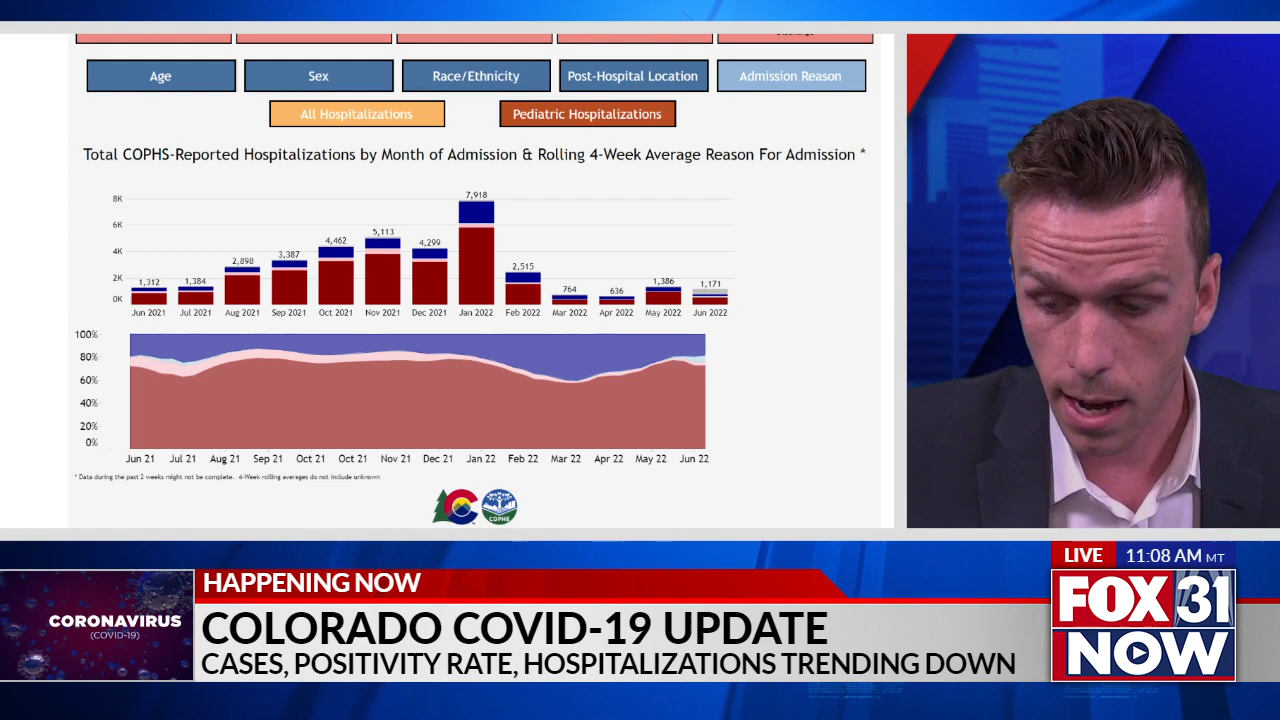 Discharge
Age
Sex
Race/Ethnicity
Post-Hospital Location
Admission Reason
All Hospitalizations
Pediatric Hospitalizations
Total COPHS-Reported Hospitalizations by Month of Admission & Rolling 4-Week Average Reason For Admission *
8K
6K
4K
2K
0K
1,312
1,384
2,898
3,387
4,462
5,113
4,299
7,918
2,515
764
636
1,386
1,171
Jun 2021
Jul 2021
Aug 2021
Sep 2021
Oct 2021
Nov 2021
Dec 2021
Jan 2022
Feb 2022
Mar 2022
Apr 2022
May 2022
Jun 2022
100%
80%
60%
40%
20%
0%
Jun 21
Jul 21
Aug 21
Sep 21
Oct 21
Oct 21
Nov 21
Dec 21
Jan 22
Feb 22
Mar 22
Apr 22
May 22
Jun 22
* Data during the past 2 weeks might not be complete. 4-Week rolling averages do not include unknown
CDPHE
LIVE
11:08 AM MT
HAPPENING NOW
CORONAVIRUS
(COVID-19)
COLORADO COVID-19 UPDATE
CASES, POSITIVITY RATE, HOSPITALIZATIONS TRENDING DOWN
FOX 31
NOW